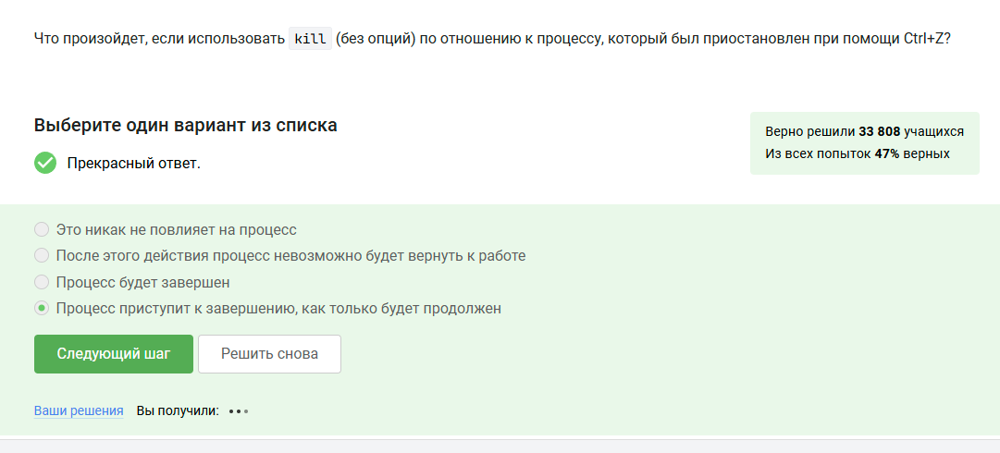 Что произойдет, если использовать kill (без опций) по отношению к процессу, который был приостановлен при помощи Ctrl+Z?
Выберите один вариант из списка
Прекрасный ответ.
Верно решили 33 808 учащихся
Из всех попыток 47% верных
Это никак не повлияет на процесс
После этого действия процесс невозможно будет вернуть к работе
Процесс будет завершен
Процесс приступит к завершению, как только будет продолжен
Следующий шаг
Решить снова
Ваши решения Вы получили: